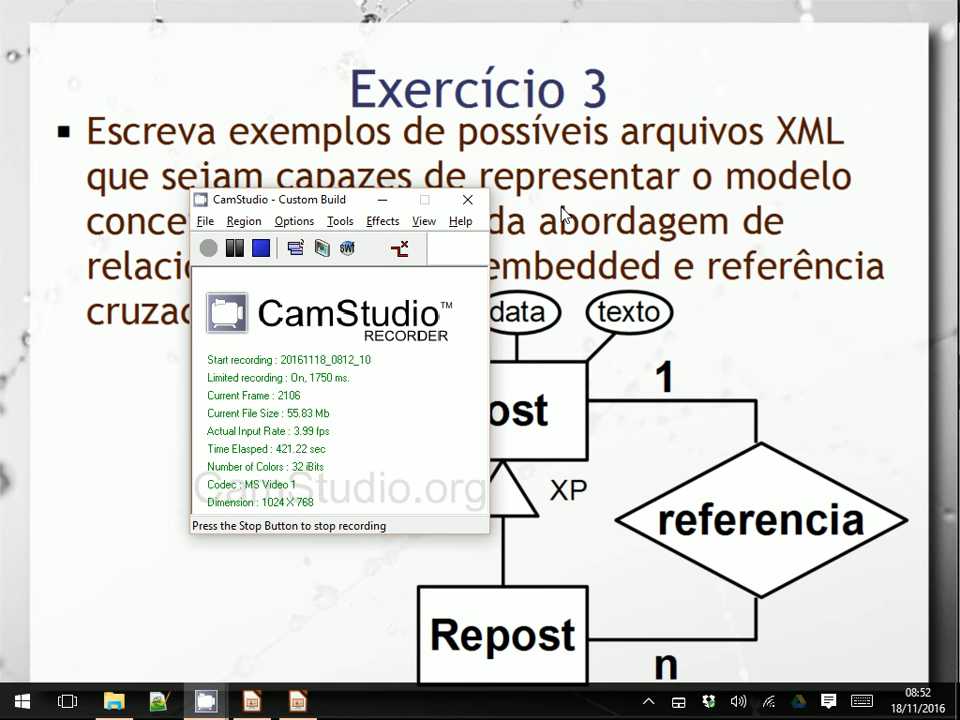 Exercício 3
Escreva exemplos de possíveis arquivos XML
que sejam capazes de representar o modelo
da abordagem de
embedded e referência
CamStudio - Custom Build
File Region Options Tools Effects View Help
CamStudio™
RECORDER
Start recording : 20161118_0812_10
Limited recording : On, 1750 ms.
Current Frame : 2106
Current File Size : 55.83 Mb
Actual Input Rate : 3.99 fps
Time Elasped : 421.22 sec
Number of Colors : 32 iBits
Codec : MS Video 1
Dimension : 1024 X 768
CamStudio.org
Press the Stop Button to stop recording
data
texto
1
XP
referencia
Repost
n
08:52
18/11/2016